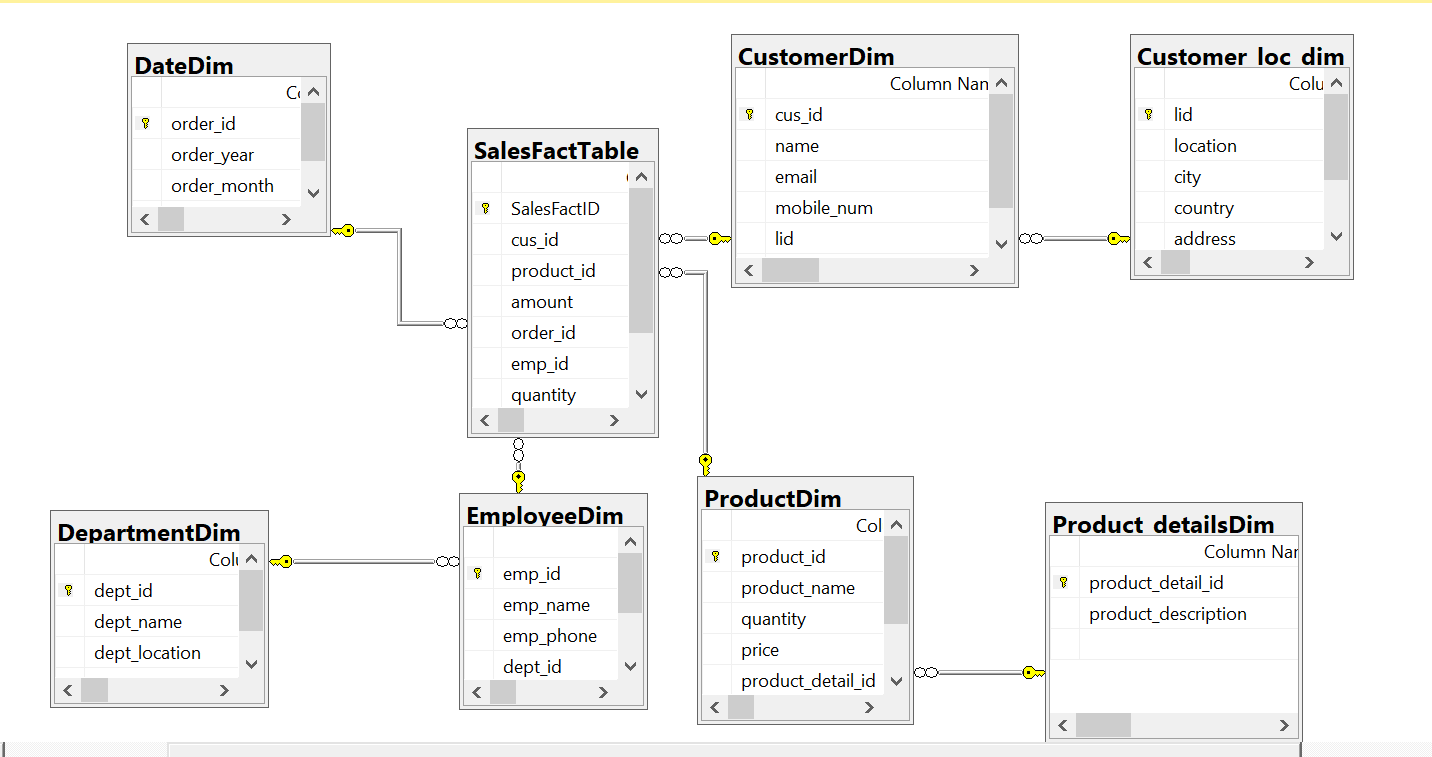 DateDim
order_id
order_year
order_month
SalesFactTable
SalesFactID
cus_id
product_id
amount
order_id
emp_id
quantity
CustomerDim
Column Nan
cus_id
name
email
mobile_num
lid
Customer_loc_dim
Colu
lid
location
city
country
address
DepartmentDim
Colu
dept_id
dept_name
dept_location
EmployeeDim
emp_id
emp_name
emp_phone
dept_id
ProductDim
Col
product_id
product_name
quantity
price
product_detail_id
Product_detailsDim
Column Nar
product_detail_id
product_description